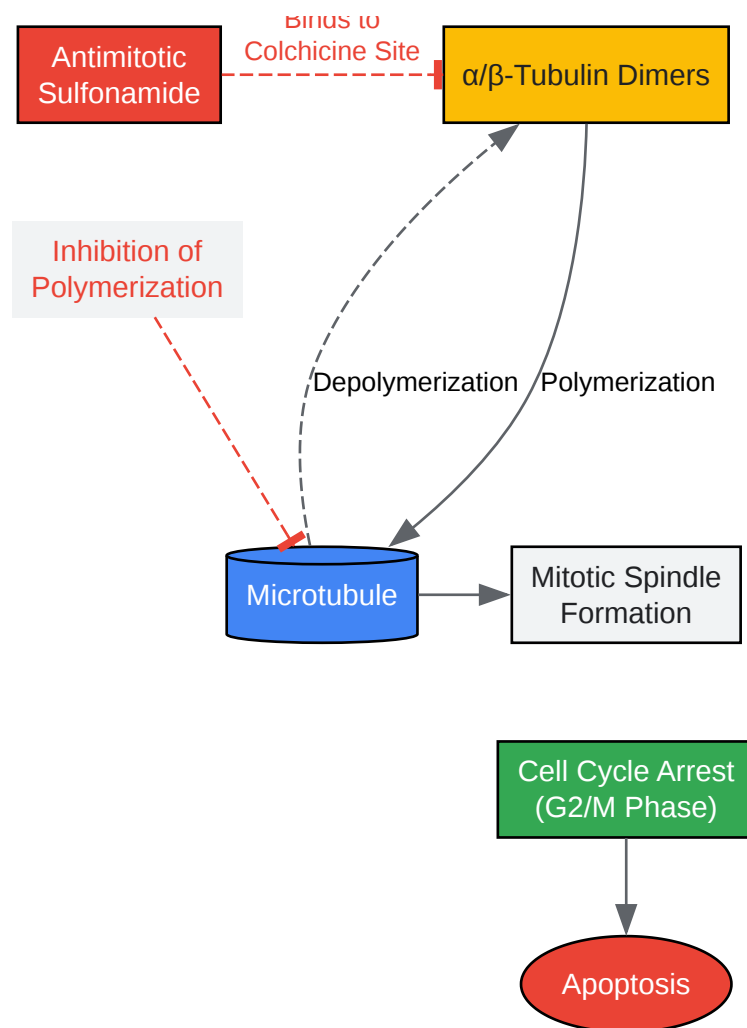 Binds to
Colchicine Site
Antimitotic
Sulfonamide
α/β-Tubulin Dimers
Inhibition of
Polymerization
Depolymerization
Polymerization
Microtubule
Mitotic Spindle
Formation
Cell Cycle Arrest
(G2/M Phase)
Apoptosis